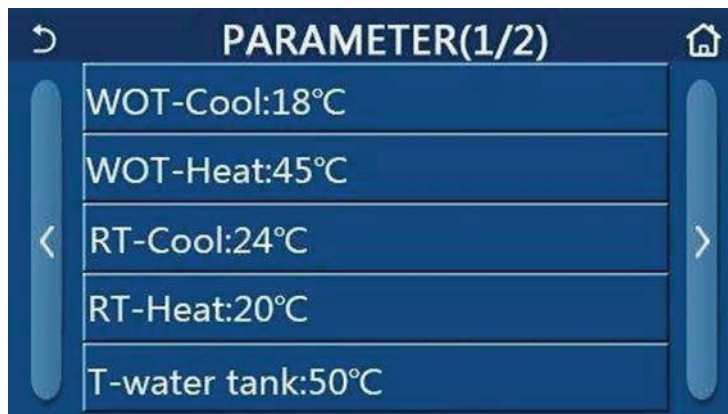 PARAMETER(1/2)
WOT-Cool:18℃
WOT-Heat:45℃
RT-Cool:24℃
RT-Heat:20℃
T-water tank:50℃